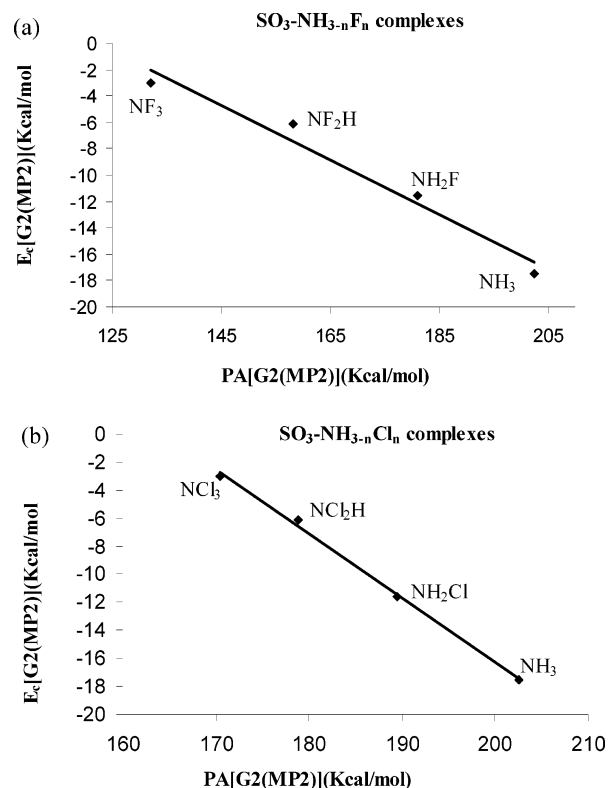 (a)
SO₃-NH₃₋ₙFₙ complexes
0
-2
-4
-6
-8
-10
-12
-14
-16
-18
-20
NF₃
NF₂H
NH₂F
NH₃
125 145 165 185 205
E꜀[G2(MP2)](Kcal/mol)
PA[G2(MP2)](Kcal/mol)
(b)
SO₃-NH₃₋ₙClₙ complexes
0
-2
-4
-6
-8
-10
-12
-14
-16
-18
-20
NCl₃
NCl₂H
NH₂Cl
NH₃
160 170 180 190 200 210
E꜀[G2(MP2)](Kcal/mol
PA[G2(MP2)](Kcal/mol)